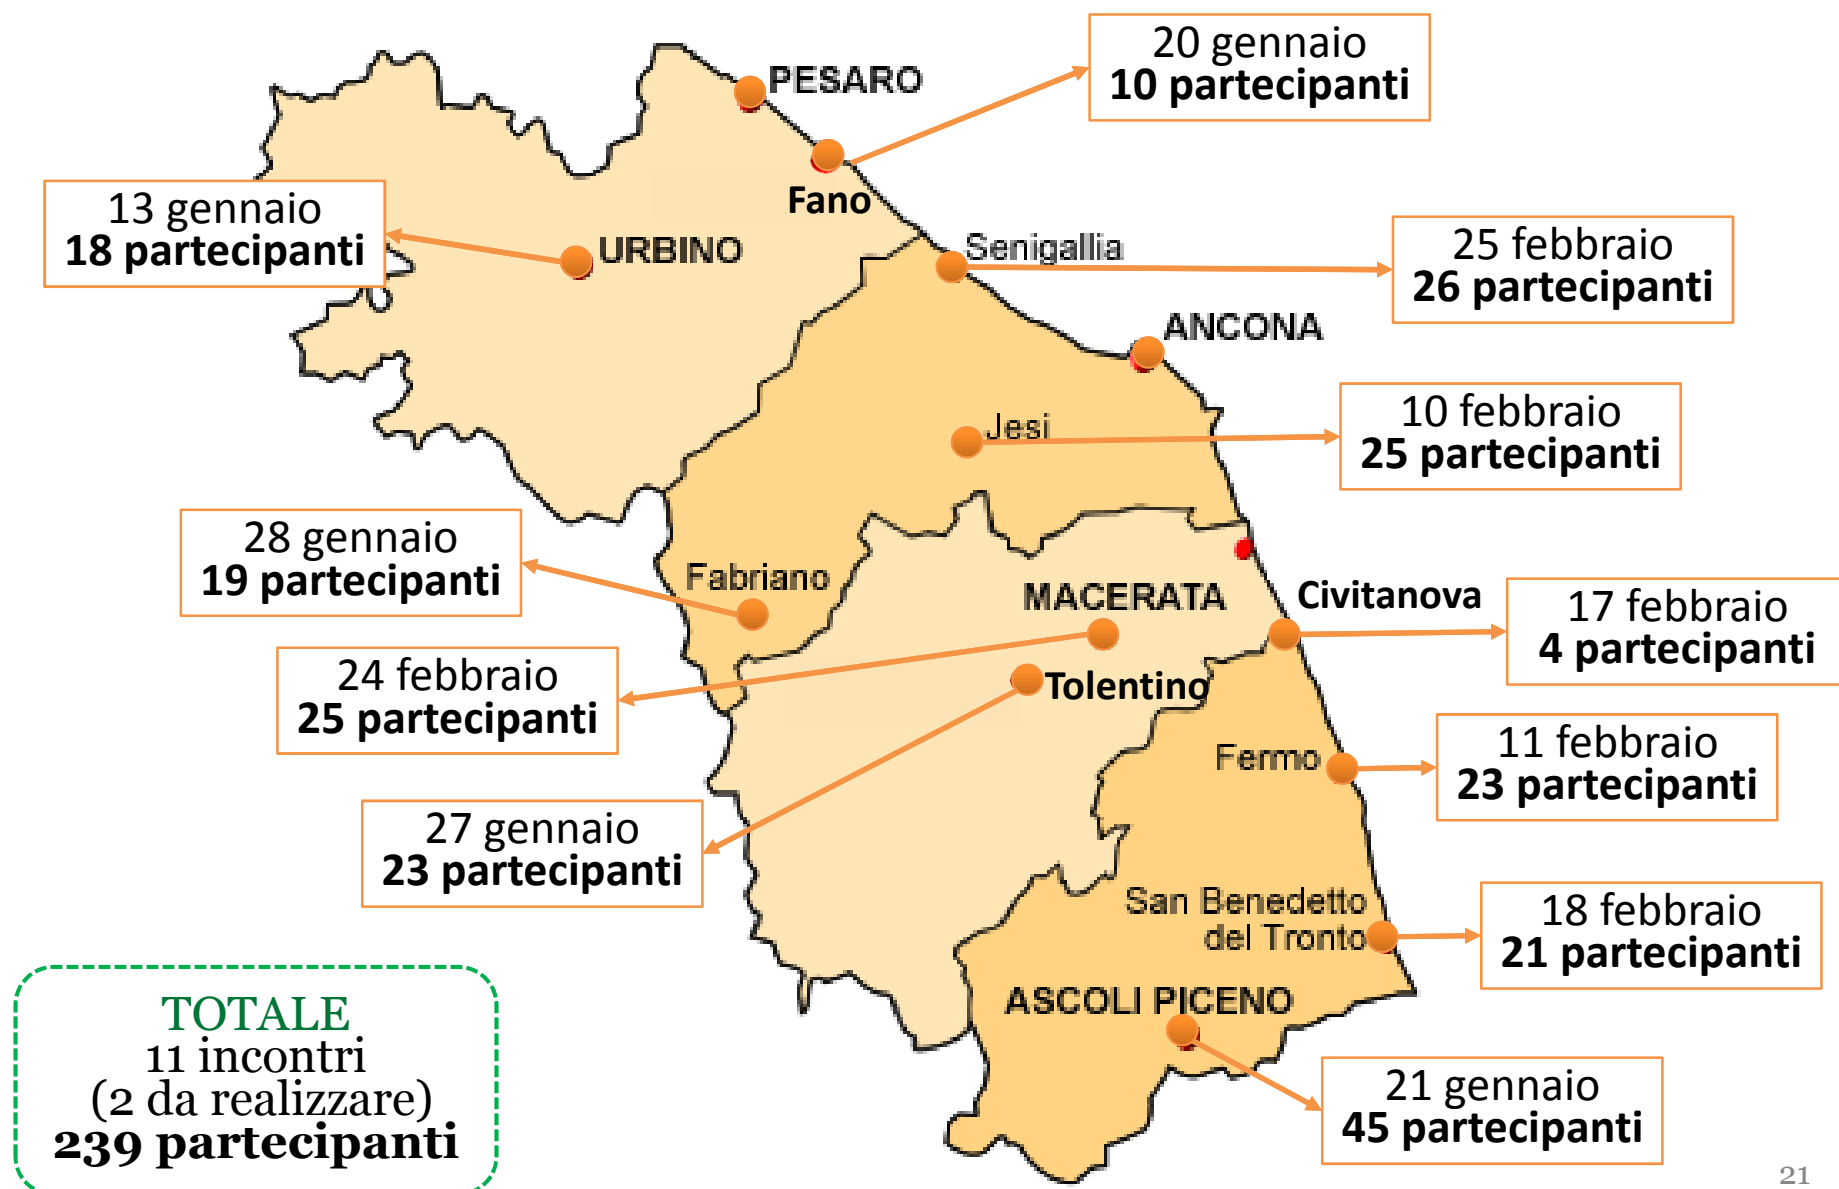 20 gennaio
10 partecipanti
PESARO
Fano
13 gennaio
18 partecipanti
URBINO
Senigallia
25 febbraio
26 partecipanti
ANCONA
Jesi
10 febbraio
25 partecipanti
28 gennaio
19 partecipanti
Fabriano
MACERATA
Civitanova
17 febbraio
4 partecipanti
24 febbraio
25 partecipanti
Tolentino
Fermo
11 febbraio
23 partecipanti
27 gennaio
23 partecipanti
San Benedetto
del Tronto
18 febbraio
21 partecipanti
ASCOLI PICENO
21 gennaio
45 partecipanti
TOTALE
11 incontri
(2 da realizzare)
239 partecipanti
21